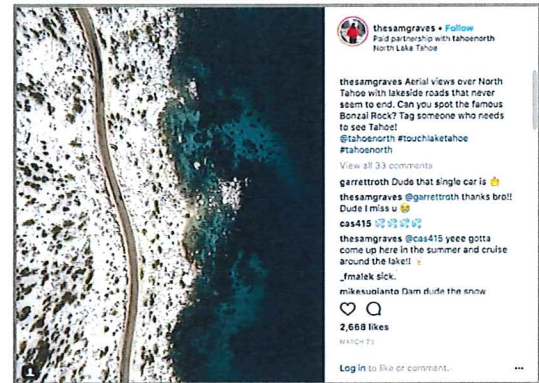 thesamgraves • Follow
Paid partnership with tahoenorth
North Lake Tahoe
thesamgraves Aerial views over North
Tahoe with lakeside roads that never
seem to end. Can you spot the famous
Bonzai Rock? Tag someone who needs
to see Tahoe!
@tahoenorth #touchlaketahoe
#tahoenorth
View all 33 comments
garrettroth Dude that single car is 👍
thesamgraves @garrettroth thanks bro!!
Dude I miss u 😭
cas415 💦💦💦💦
thesamgraves @cas415 yeee gotta
come up here in the summer and cruise
around the lake!!
_fmalek sick.
mikesugianto Dam dude the snow
2,668 likes
MARCH 23
Log in to like or comment.